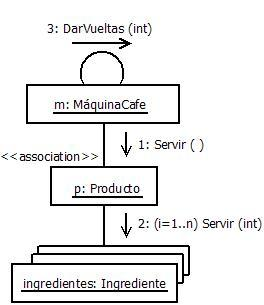 3: DarVueltas (int)
m: MáquinaCafe
1: Servir ( )
<<association>>
p: Producto
2: (i=1..n) Servir (int)
ingredientes: Ingrediente